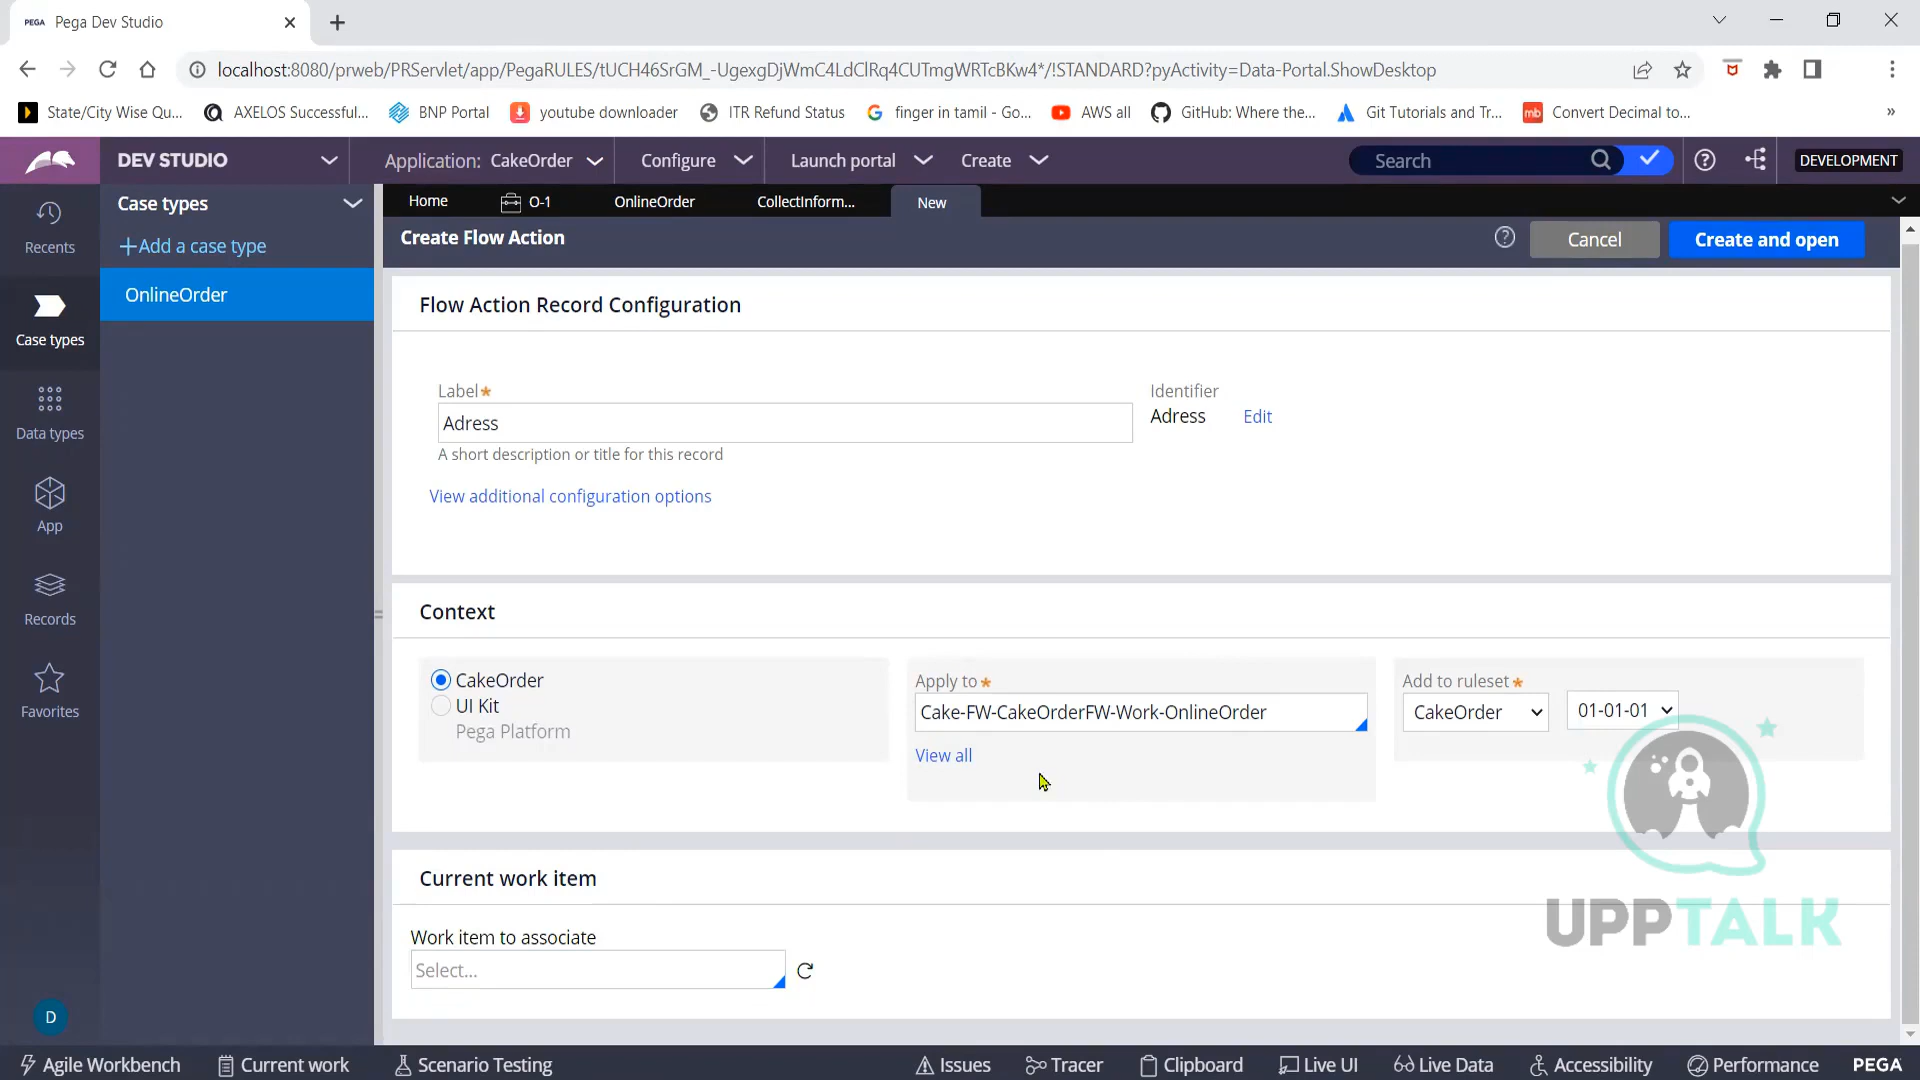 PEGA Pega Dev Studio
localhost:8080/prweb/PRServlet/app/PegaRULES/tUCH46SrGM_-UgexgDjWmC4LdClRq4CUTmgWRTcBKw4*/!STANDARD?pyActivity=Data-Portal.ShowDesktop
State/City Wise Qu... AXELOS Successful... BNP Portal youtube downloader ITR Refund Status finger in tamil - Go... AWS all GitHub: Where the... Git Tutorials and Tr... mb Convert Decimal to... »
DEV STUDIO Application: CakeOrder Configure Launch portal Create Search DEVELOPMENT
Case types Home O-1 OnlineOrder CollectInform... New
Recents
+Add a case type
Create Flow Action Cancel Create and open
OnlineOrder
Case types
Data types
App
Records
Favorites
D
Flow Action Record Configuration
Label* Identifier
Adress Adress Edit
A short description or title for this record
View additional configuration options
Context
CakeOrder
UI Kit
Pega Platform
Apply to*
Cake-FW-CakeOrderFW-Work-OnlineOrder
View all
Add to ruleset*
CakeOrder 01-01-01
Current work item
Work item to associate
Select...
UPPTALK
Agile Workbench Current work Scenario Testing Issues Tracer Clipboard Live UI Live Data Accessibility Performance PEGA